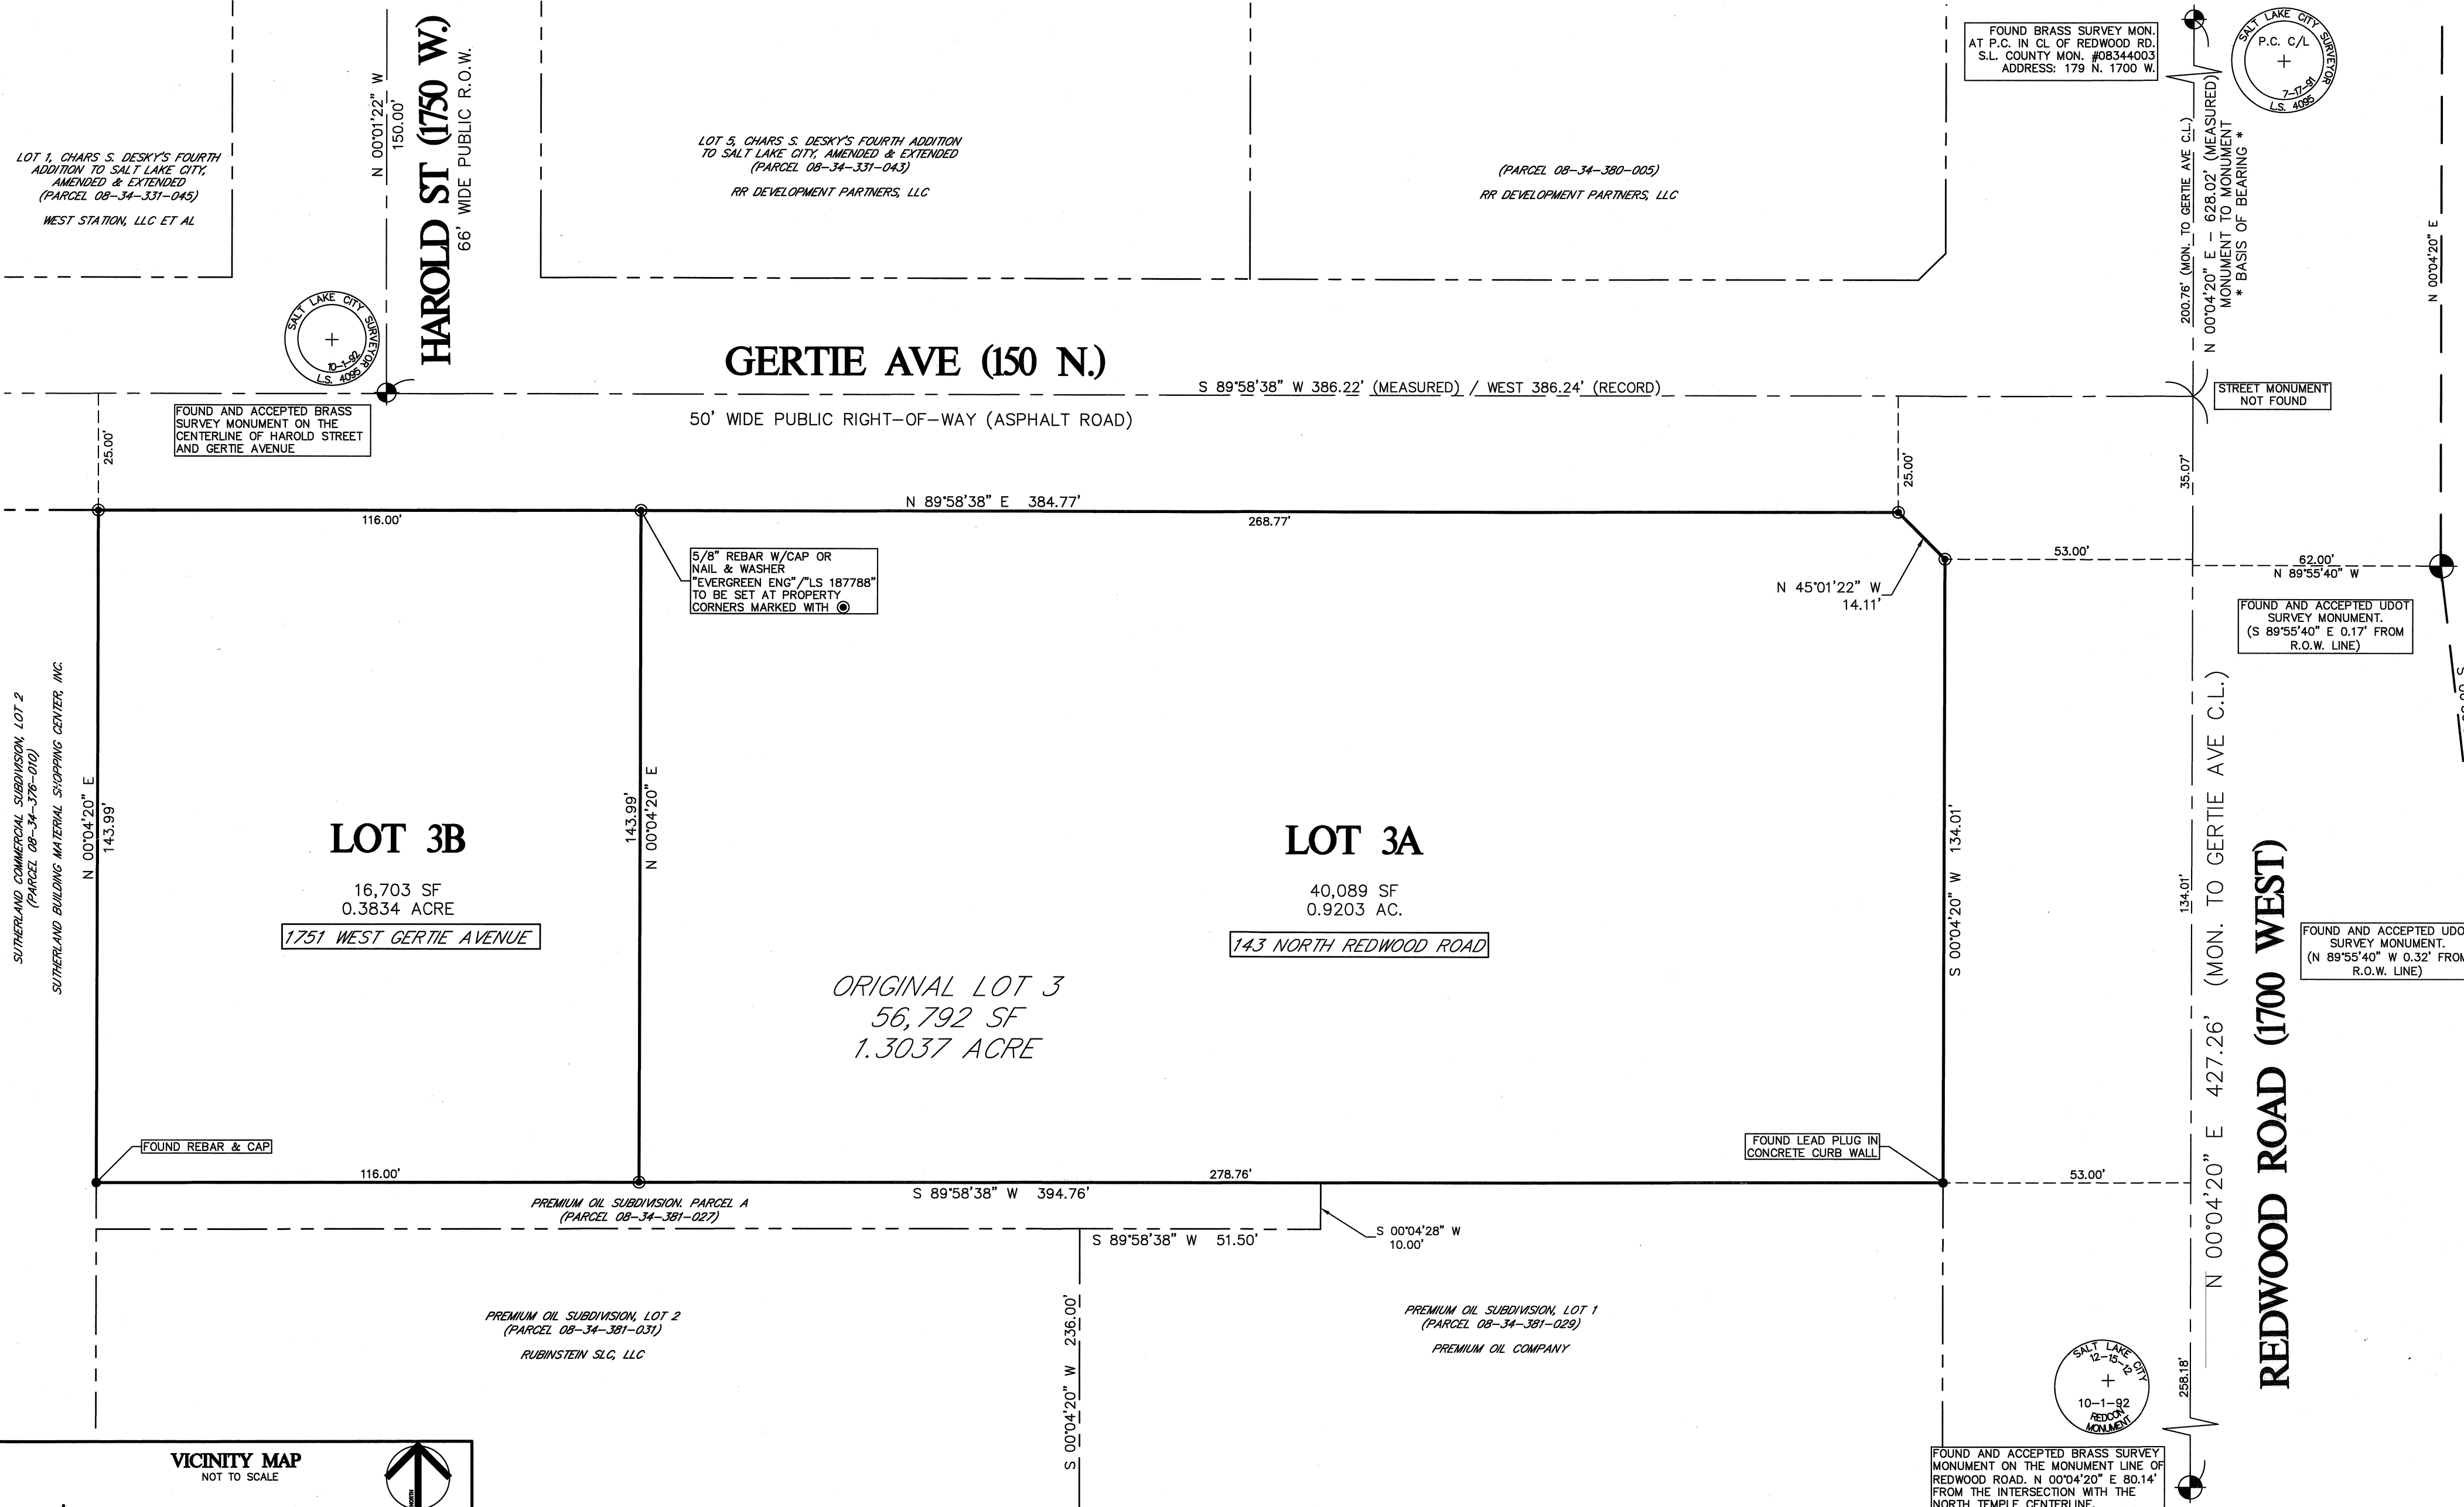 LOT 1, CHARS S. DESKY'S FOURTH
ADDITION TO SALT LAKE CITY,
AMENDED & EXTENDED
(PARCEL 08-34-331-045)
WEST STATION, LLC ET AL
N 00°01'22" W
150.00'
HAROLD ST (1750 W.)
66' WIDE PUBLIC R.O.W.
LOT 5, CHARS S. DESKY'S FOURTH ADDITION
TO SALT LAKE CITY, AMENDED & EXTENDED
(PARCEL 08-34-331-043)
RR DEVELOPMENT PARTNERS, LLC
(PARCEL 08-34-380-005)
RR DEVELOPMENT PARTNERS, LLC
FOUND BRASS SURVEY MON.
AT P.C. IN CL OF REDWOOD RD.
S.L. COUNTY MON. #08344003
ADDRESS: 179 N. 1700 W.
SALT LAKE CITY SURVEYOR
P.C. C/L
7-17-91
L.S. 4095
200.76' (MON. TO GERTIE AVE C.L.)
N 00°04'20" E - 628.02' (MEASURED)
MONUMENT TO MONUMENT
* BASIS OF BEARING *
N 00°04'20" E
SALT LAKE CITY SURVEYOR
10-1-92
L.S. 4095
GERTIE AVE (150 N.)
S 89°58'38" W 386.22' (MEASURED) / WEST 386.24' (RECORD)
50' WIDE PUBLIC RIGHT-OF-WAY (ASPHALT ROAD)
STREET MONUMENT
NOT FOUND
FOUND AND ACCEPTED BRASS
SURVEY MONUMENT ON THE
CENTERLINE OF HAROLD STREET
AND GERTIE AVENUE
25.00'
25.00'
35.07'
N 89°58'38" E 384.77'
116.00'
268.77'
5/8" REBAR W/CAP OR
NAIL & WASHER
"EVERGREEN ENG"/"LS 187788"
TO BE SET AT PROPERTY
CORNERS MARKED WITH
N 45°01'22" W
14.11'
53.00'
62.00'
N 89°55'40" W
FOUND AND ACCEPTED UDOT
SURVEY MONUMENT.
(S 89°55'40" E 0.17' FROM
R.O.W. LINE)
SUTHERLAND COMMERCIAL SUBDIVISION, LOT 2
(PARCEL 08-34-376-010)
SUTHERLAND BUILDING MATERIAL SHOPPING CENTER, INC.
N 00°04'20" E
143.99'
LOT 3B
16,703 SF
0.3834 ACRE
1751 WEST GERTIE AVENUE
143.99'
N 00°04'20" E
LOT 3A
40,089 SF
0.9203 AC.
143 NORTH REDWOOD ROAD
ORIGINAL LOT 3
56,792 SF
1.3037 ACRE
S 00°04'20" W 134.01'
134.01'
N 00°04'20" E 427.26' (MON. TO GERTIE AVE C.L.)
REDWOOD ROAD (1700 WEST)
FOUND AND ACCEPTED UDO
SURVEY MONUMENT.
(N 89°55'40" W 0.32' FROM
R.O.W. LINE)
FOUND REBAR & CAP
FOUND LEAD PLUG IN
CONCRETE CURB WALL
116.00'
278.76'
53.00'
S 89°58'38" W 394.76'
PREMIUM OIL SUBDIVISION. PARCEL A
(PARCEL 08-34-381-027)
S 89°58'38" W 51.50'
S 00°04'28" W
10.00'
PREMIUM OIL SUBDIVISION, LOT 2
(PARCEL 08-34-381-031)
RUBINSTEIN SLC, LLC
S 00°04'20" W 236.00'
PREMIUM OIL SUBDIVISION, LOT 1
(PARCEL 08-34-381-029)
PREMIUM OIL COMPANY
SALT LAKE CITY
12-15-12
10-1-92
REDCON
MONUMENT
258.18'
VICINITY MAP
NOT TO SCALE
NORTH
FOUND AND ACCEPTED BRASS SURVEY
MONUMENT ON THE MONUMENT LINE OF
REDWOOD ROAD. N 00°04'20" E 80.14'
FROM THE INTERSECTION WITH THE
NORTH TEMPLE CENTERLINE.